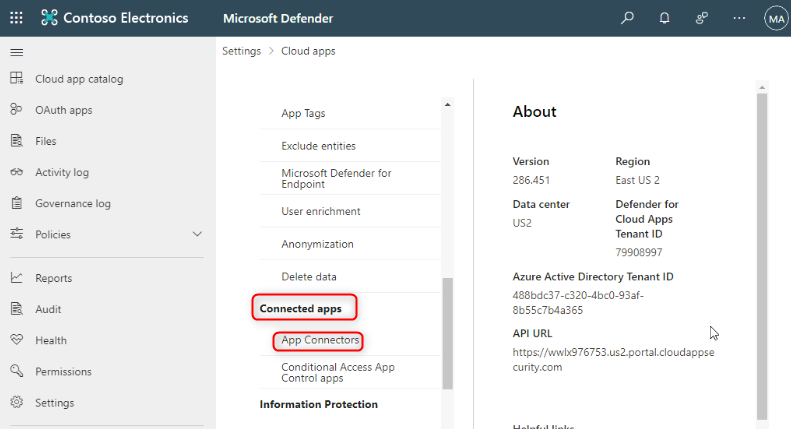 Contoso Electronics
Microsoft Defender
MA
Settings > Cloud apps
Cloud app catalog
OAuth apps
Files
Activity log
Governance log
Policies
Reports
Audit
Health
Permissions
Settings
App Tags
Exclude entities
Microsoft Defender for
Endpoint
User enrichment
Anonymization
Delete data
Connected apps
App Connectors
Conditional Access App
Control apps
Information Protection
About
Version
286.451
Region
East US 2
Data center
US2
Defender for
Cloud Apps
Tenant ID
79908997
Azure Active Directory Tenant ID
488bdc37-c320-4bc0-93af-
8b55c7b4a365
API URL
https://wwlx976753.us2.portal.cloudappse
curity.com
Helpful links